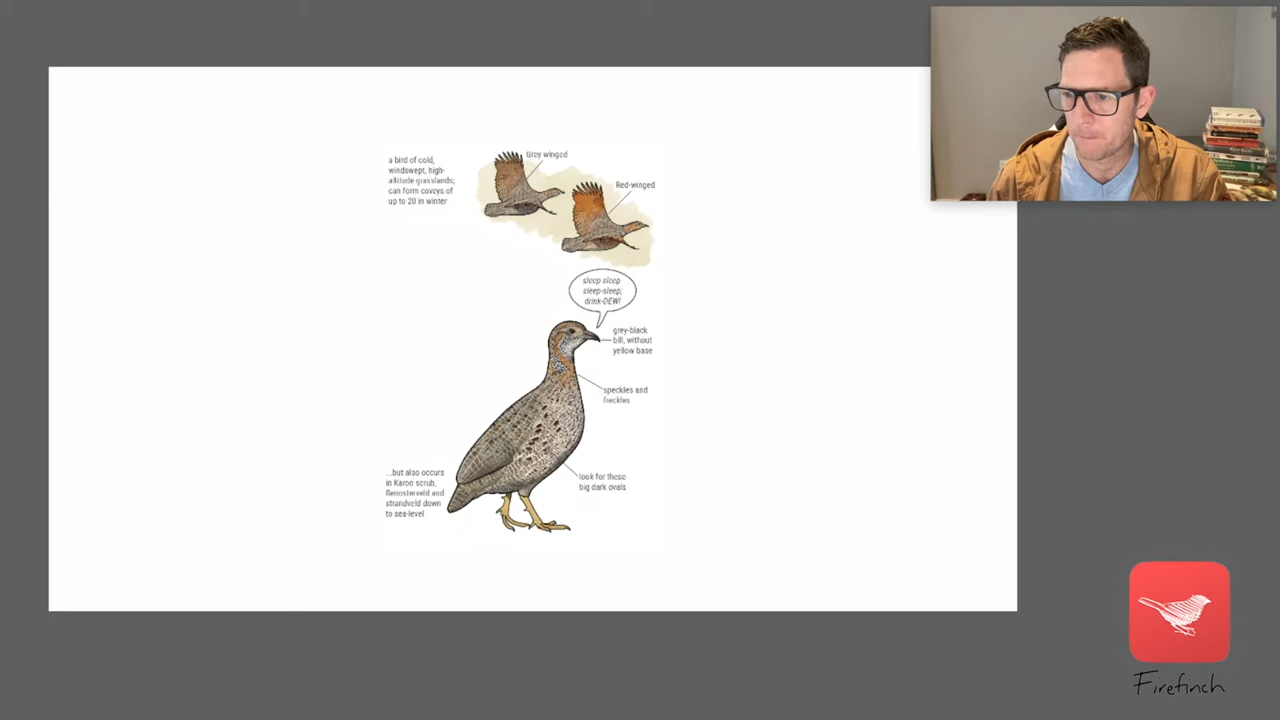 a bird of cold,
windswept, high-
altitude grasslands;
can form coveys of
up to 20 in winter
Grey winged
Red-winged
sleep sleep
sleep-sleep;
drink-DEW!
grey-black
bill, without
yellow base
speckles and
freckles
look for these
big dark ovals
...but also occurs
in Karoo scrub,
Renosterveld and
strandveld down
to sea-level
Firefinch